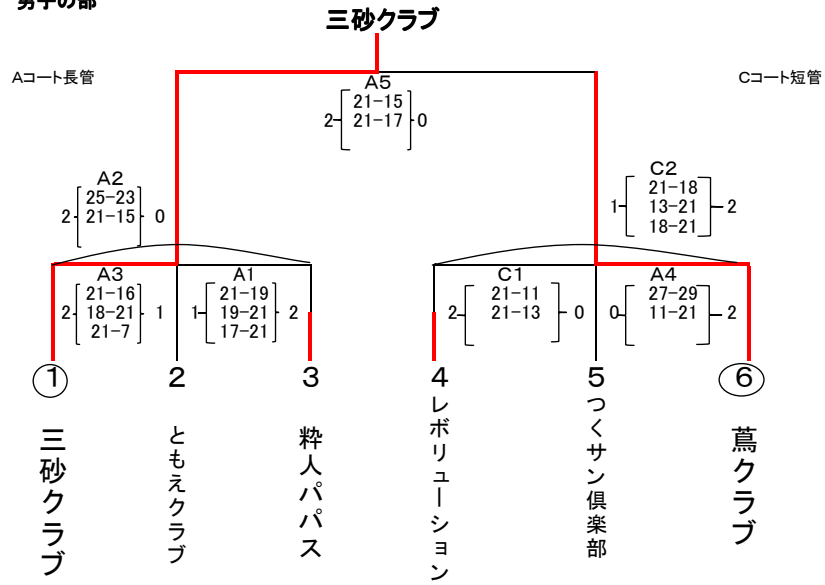 男子の部
三砂クラブ
Aコート長管
Cコート短管
A5
21-15
2 21-17 0
A2
25-23
2 21-15 0
C2
21-18
1 13-21 2
18-21
A3
21-16
2 18-21 1
21-7
A1
21-19
1 19-21 2
17-21
C1
21-11
2 21-13 0
A4
27-29
0 11-21 2
① 2 3 4 5 ⑥
三砂クラブ
ともえクラブ
粋人パパス
レボリューション
つくサン倶楽部
蔦クラブ